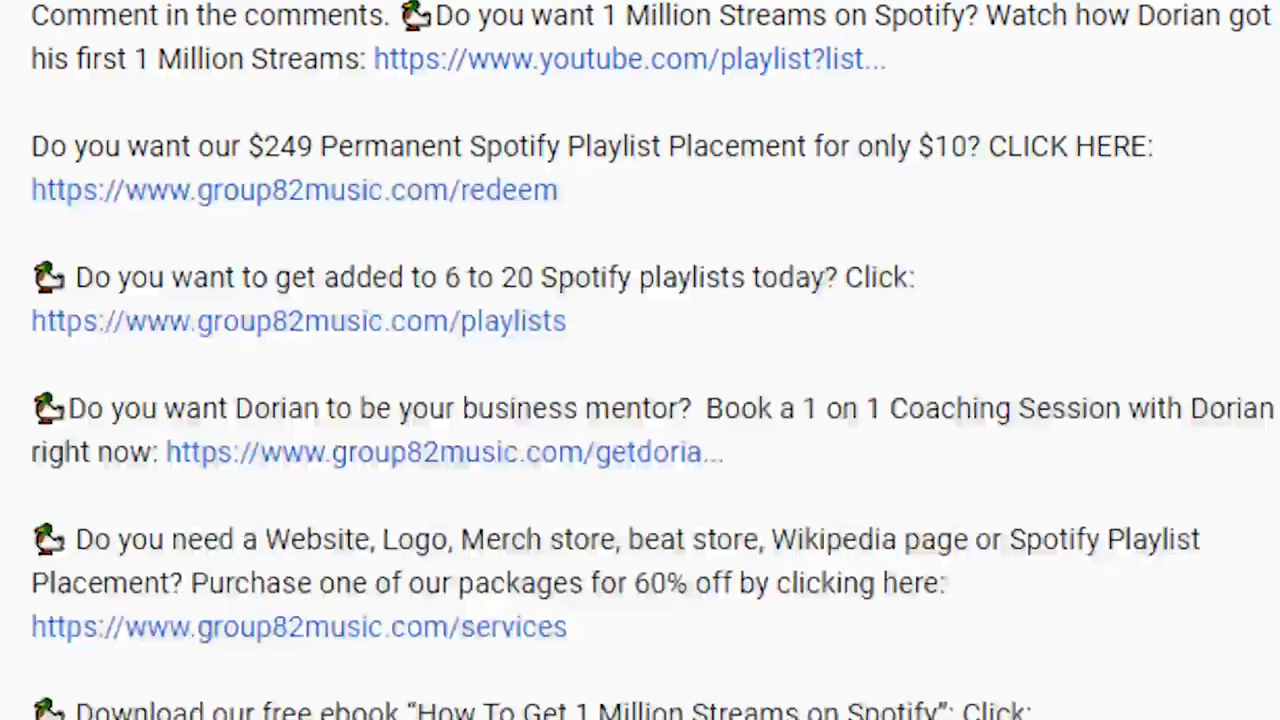 Comment in the comments. 🦆Do you want 1 Million Streams on Spotify? Watch how Dorian got
his first 1 Million Streams: https://www.youtube.com/playlist?list...
Do you want our $249 Permanent Spotify Playlist Placement for only $10? CLICK HERE:
https://www.group82music.com/redeem
🦆 Do you want to get added to 6 to 20 Spotify playlists today? Click:
https://www.group82music.com/playlists
🦆Do you want Dorian to be your business mentor?  Book a 1 on 1 Coaching Session with Dorian
right now: https://www.group82music.com/getdoria...
🦆 Do you need a Website, Logo, Merch store, beat store, Wikipedia page or Spotify Playlist
Placement? Purchase one of our packages for 60% off by clicking here:
https://www.group82music.com/services
🦆 Download our free ebook “How To Get 1 Million Streams on Spotify”: Click: